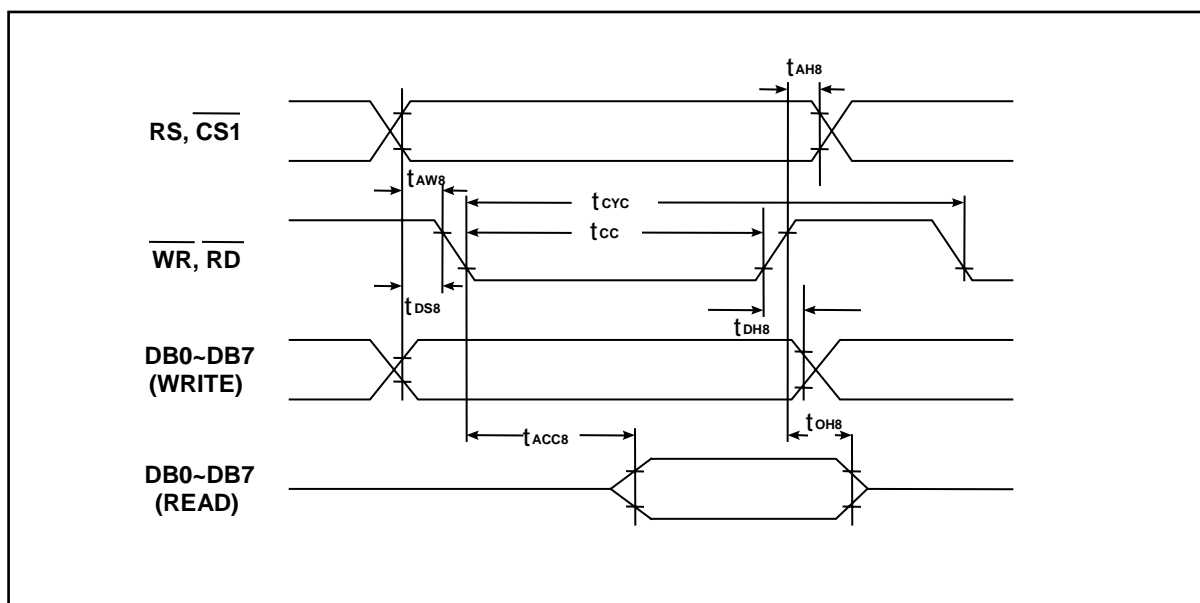 tAH8
RS, CS1
tAW8
tCYC
tCC
WR, RD
tDS8
tDH8
DB0~DB7
(WRITE)
tOH8
tACC8
DB0~DB7
(READ)